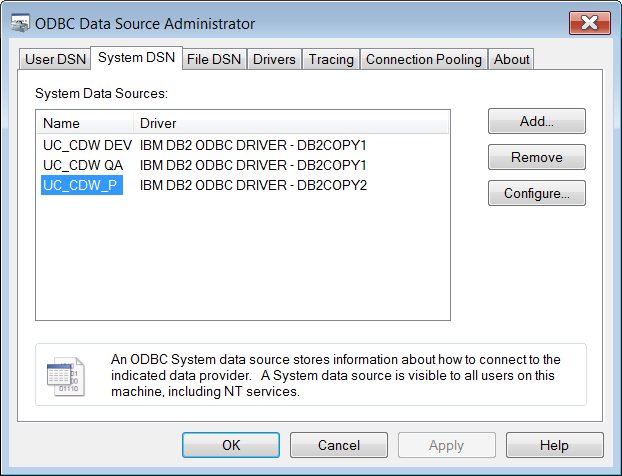 ODBC Data Source Administrator
User DSN System DSN File DSN Drivers Tracing Connection Pooling About
System Data Sources:
Name Driver
UC_CDW DEV IBM DB2 ODBC DRIVER - DB2COPY1
UC_CDW QA IBM DB2 ODBC DRIVER - DB2COPY1
UC_CDW_P IBM DB2 ODBC DRIVER - DB2COPY2
Add...
Remove
Configure...
An ODBC System data source stores information about how to connect to the
indicated data provider. A System data source is visible to all users on this
machine, including NT services.
OK Cancel Apply Help